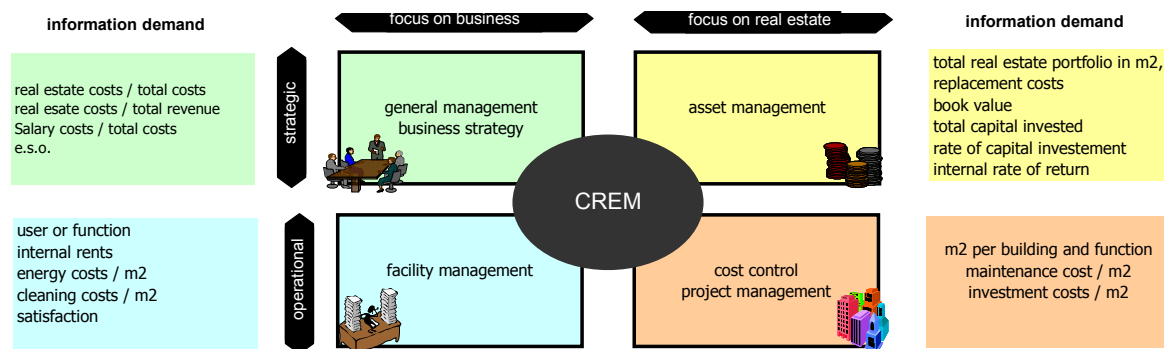 focus on business
focus on real estate
information demand
information demand
real estate costs / total costs
real esate costs / total revenue
Salary costs / total costs
e.s.o.
strategic
general management
business strategy
asset management
total real estate portfolio in m2,
replacement costs
book value
total capital invested
rate of capital investement
internal rate of return
CREM
user or function
internal rents
energy costs / m2
cleaning costs / m2
satisfaction
operational
facility management
cost control
project management
m2 per building and function
maintenance cost / m2
investment costs / m2